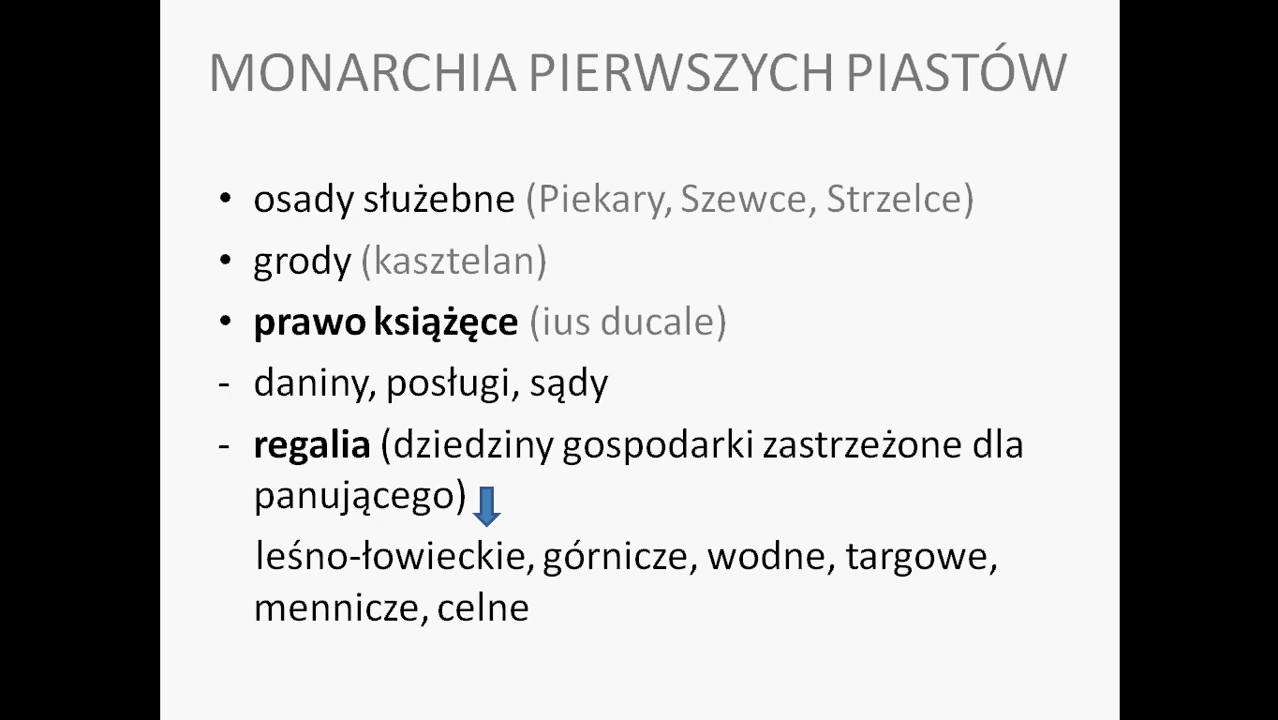 MONARCHIA PIERWSZYCH PIASTÓW
• osady służebne (Piekary, Szewce, Strzelce)
• grody (kasztelan)
• prawo książęce (ius ducale)
- daniny, posługi, sądy
- regalia (dziedziny gospodarki zastrzeżone dla
panującego)
leśno-łowieckie, górnicze, wodne, targowe,
mennicze, celne